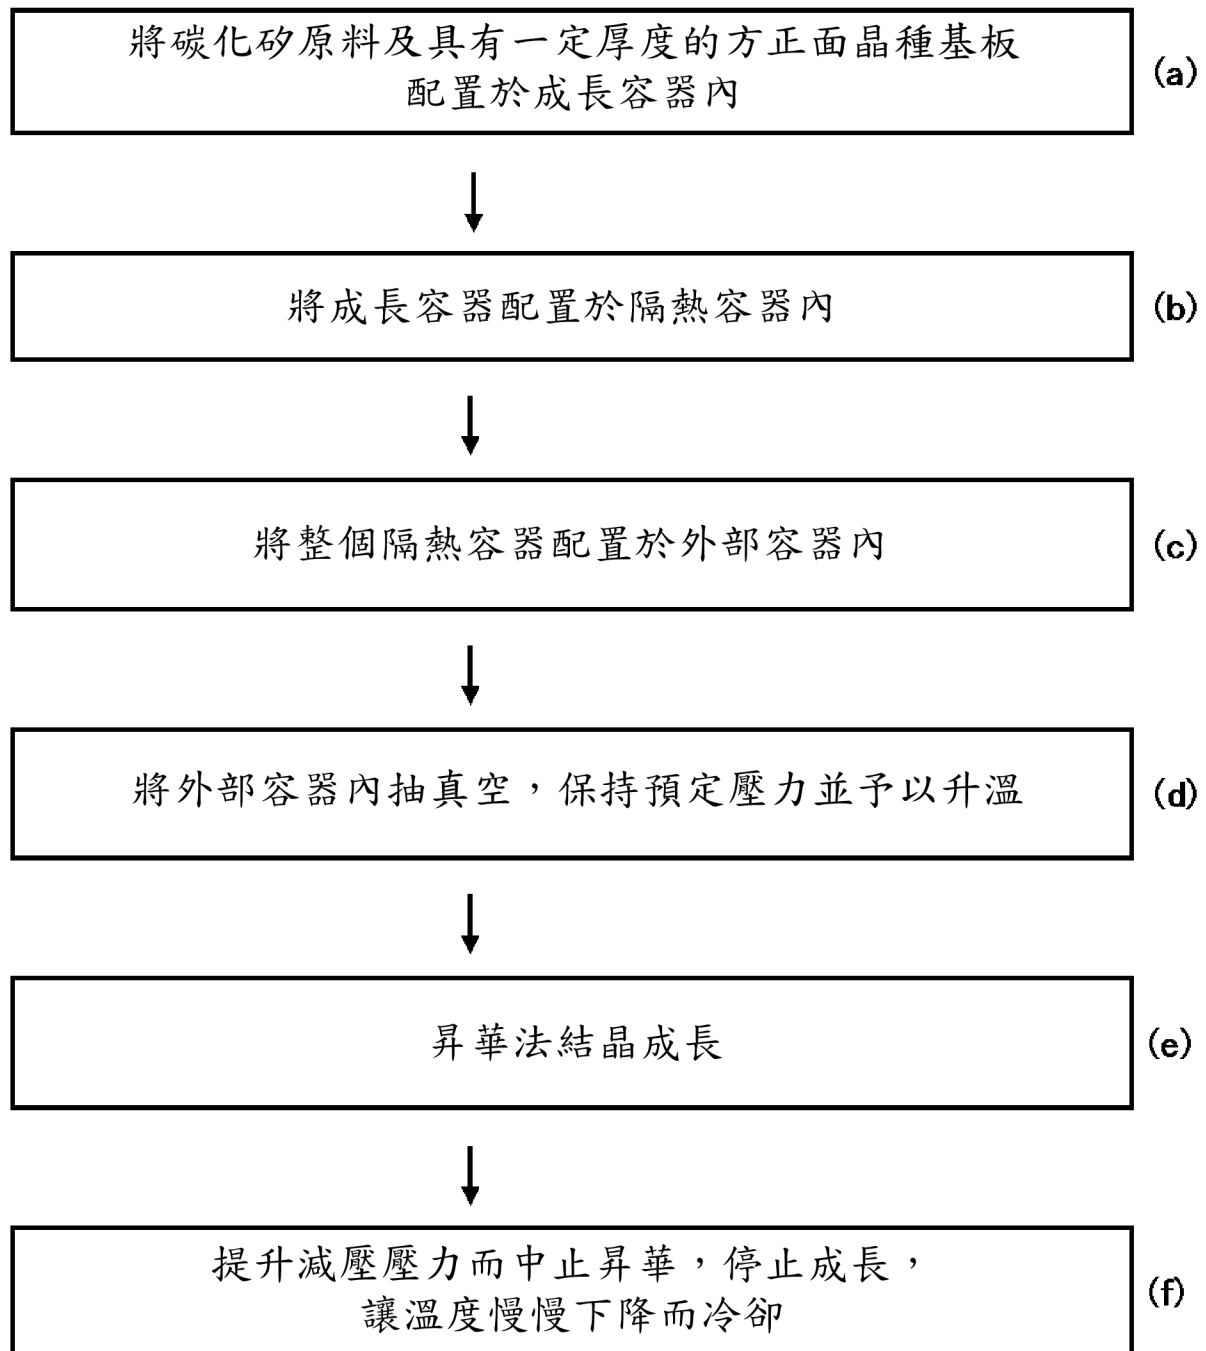 將碳化矽原料及具有一定厚度的方正面晶種基板
配置於成長容器內
(a)
將成長容器配置於隔熱容器內
(b)
將整個隔熱容器配置於外部容器內
(c)
將外部容器內抽真空，保持預定壓力並予以升溫
(d)
昇華法結晶成長
(e)
提升減壓壓力而中止昇華，停止成長，
讓溫度慢慢下降而冷卻
(f)